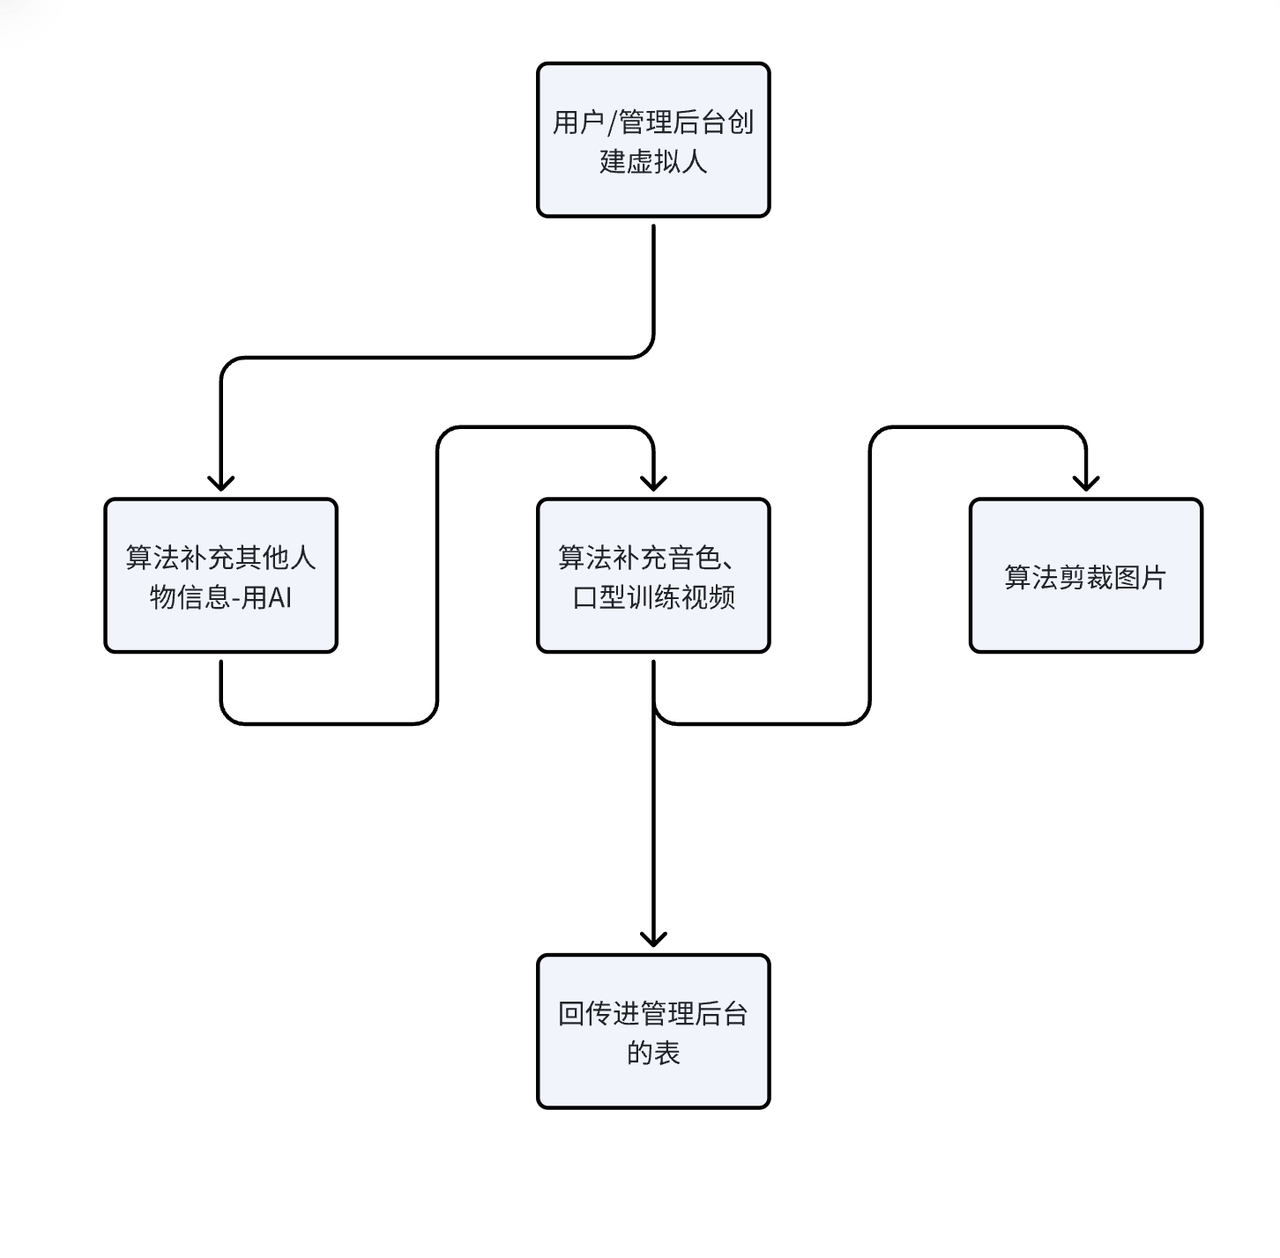 用户/管理后台创
建虚拟人
算法补充其他人
物信息-用AI
算法补充音色、
口型训练视频
算法剪裁图片
回传进管理后台
的表